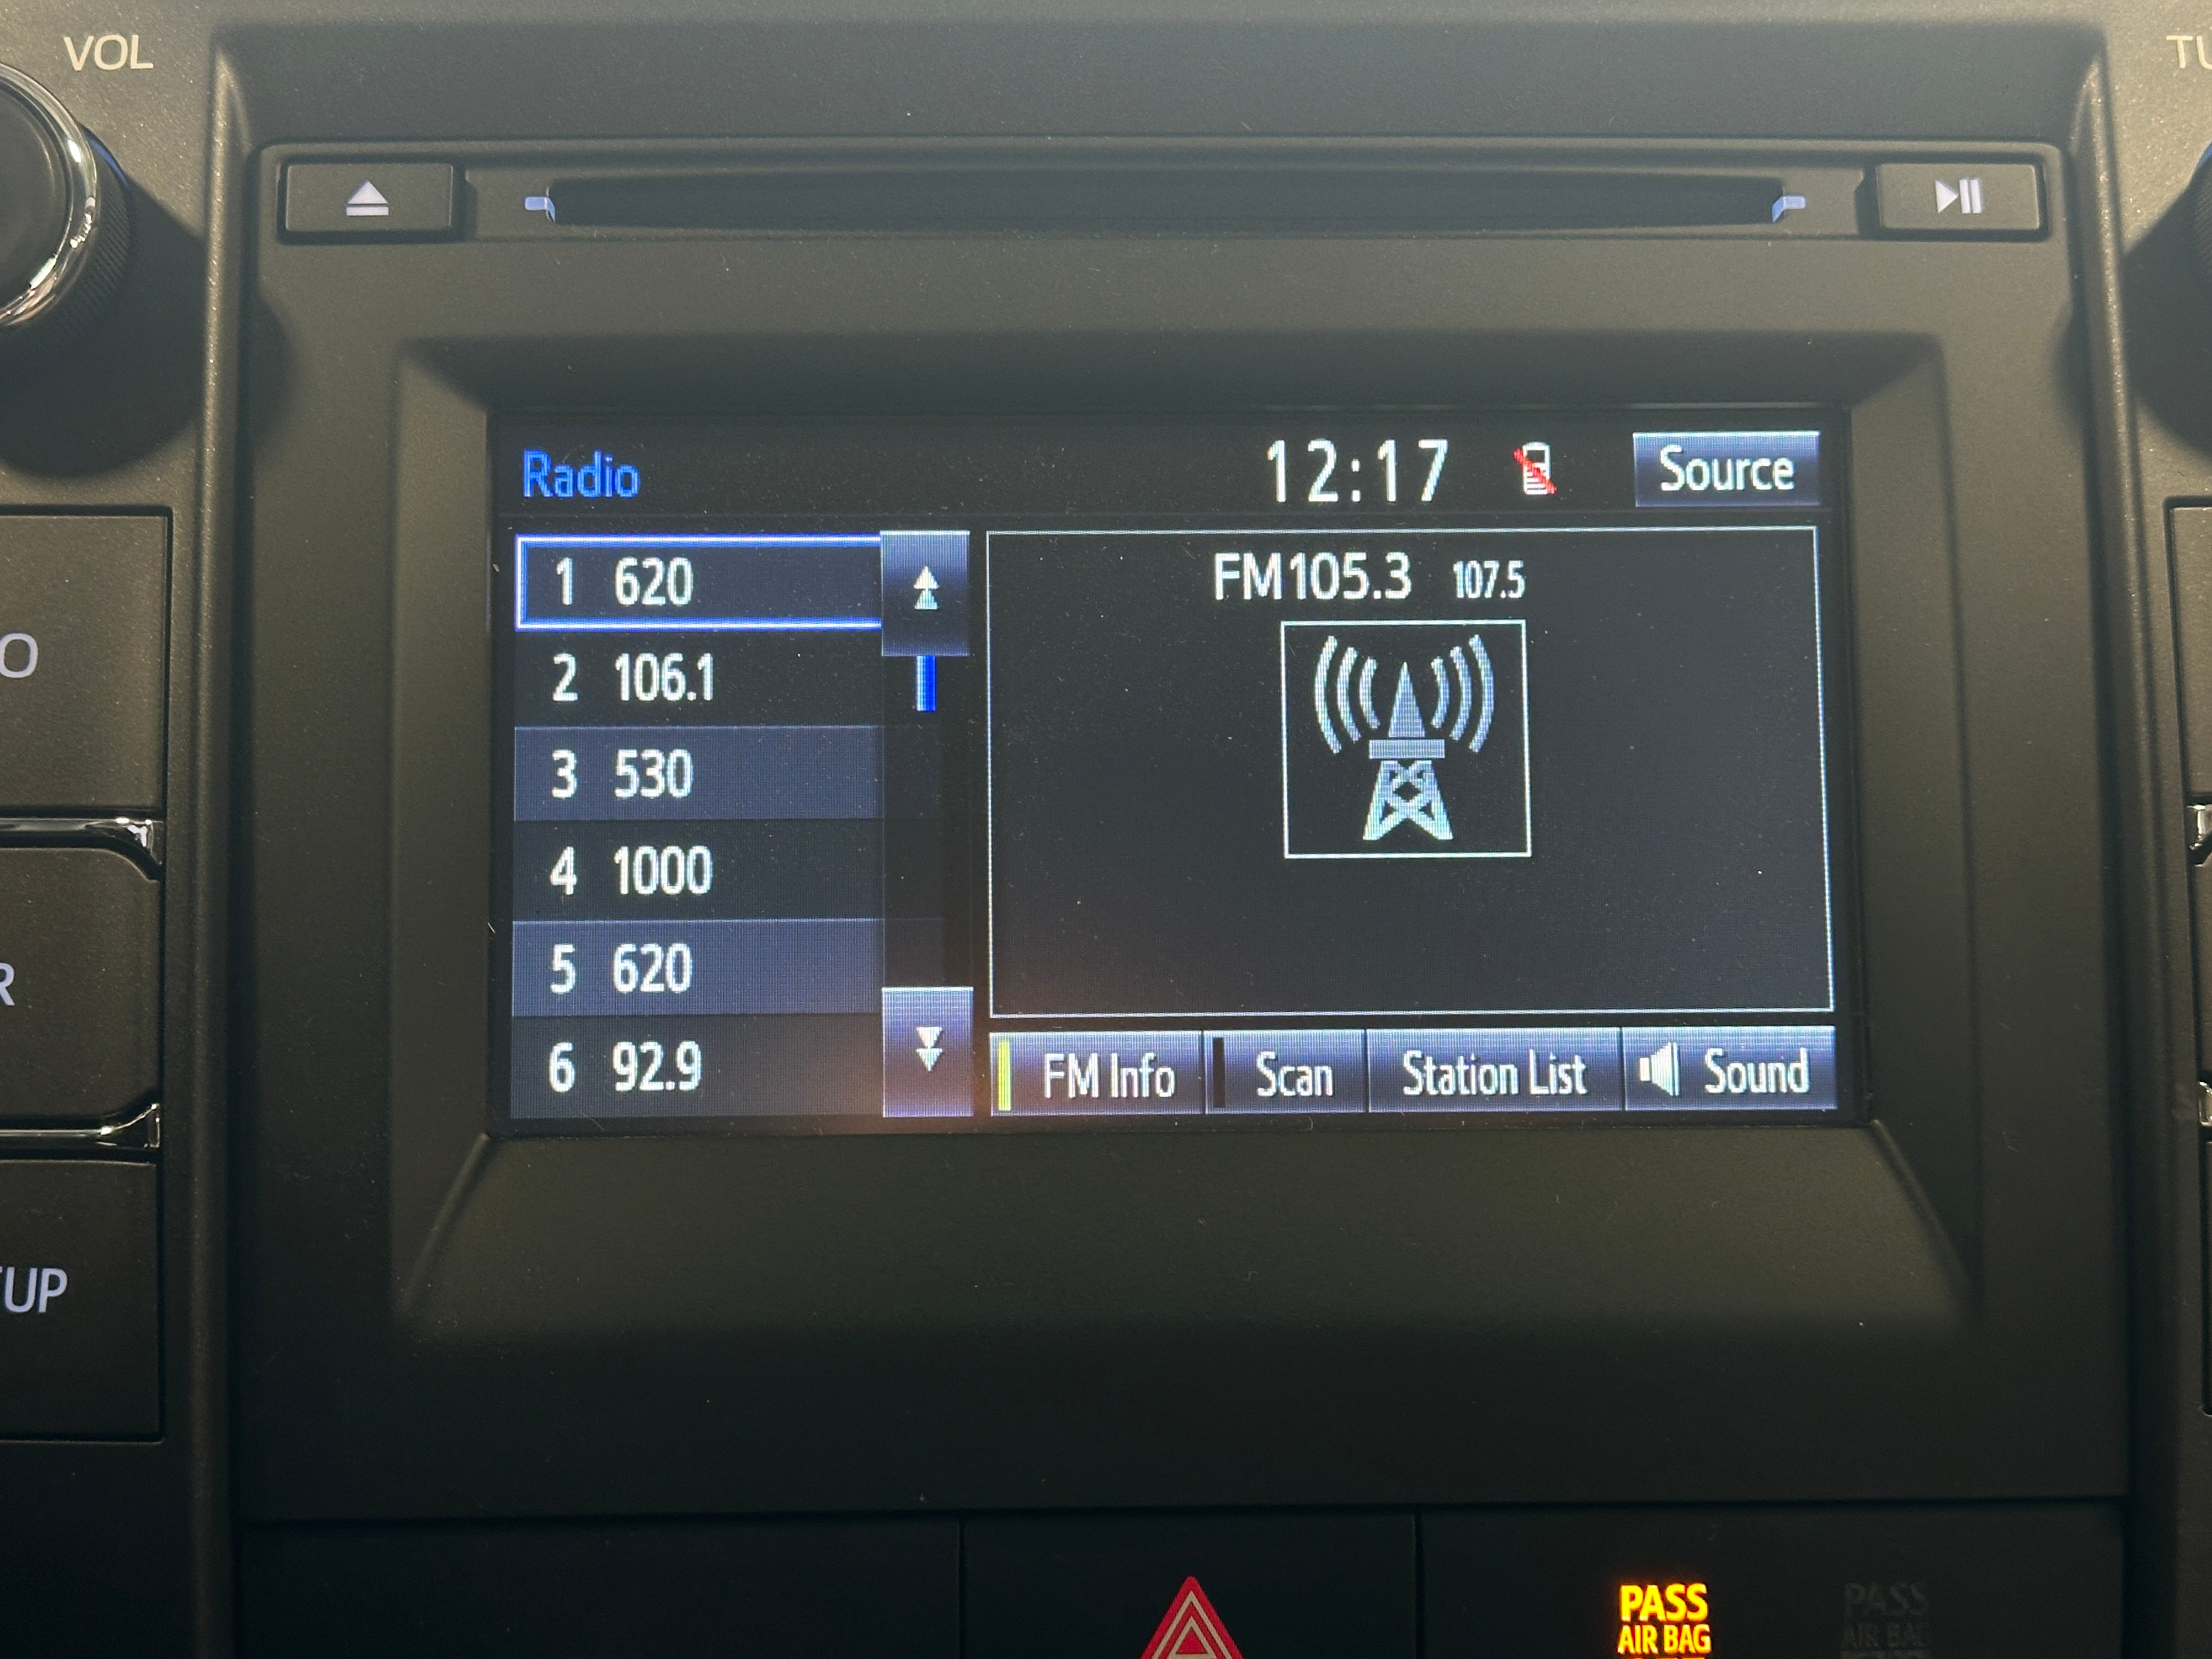 VOL
Radio
12:17
Source
1 620
2 106.1
3 530
4 1000
5 620
6 92.9
FM105.3 107.5
FM Info
Scan
Station List
Sound
PASS
AIR BAG
PASS